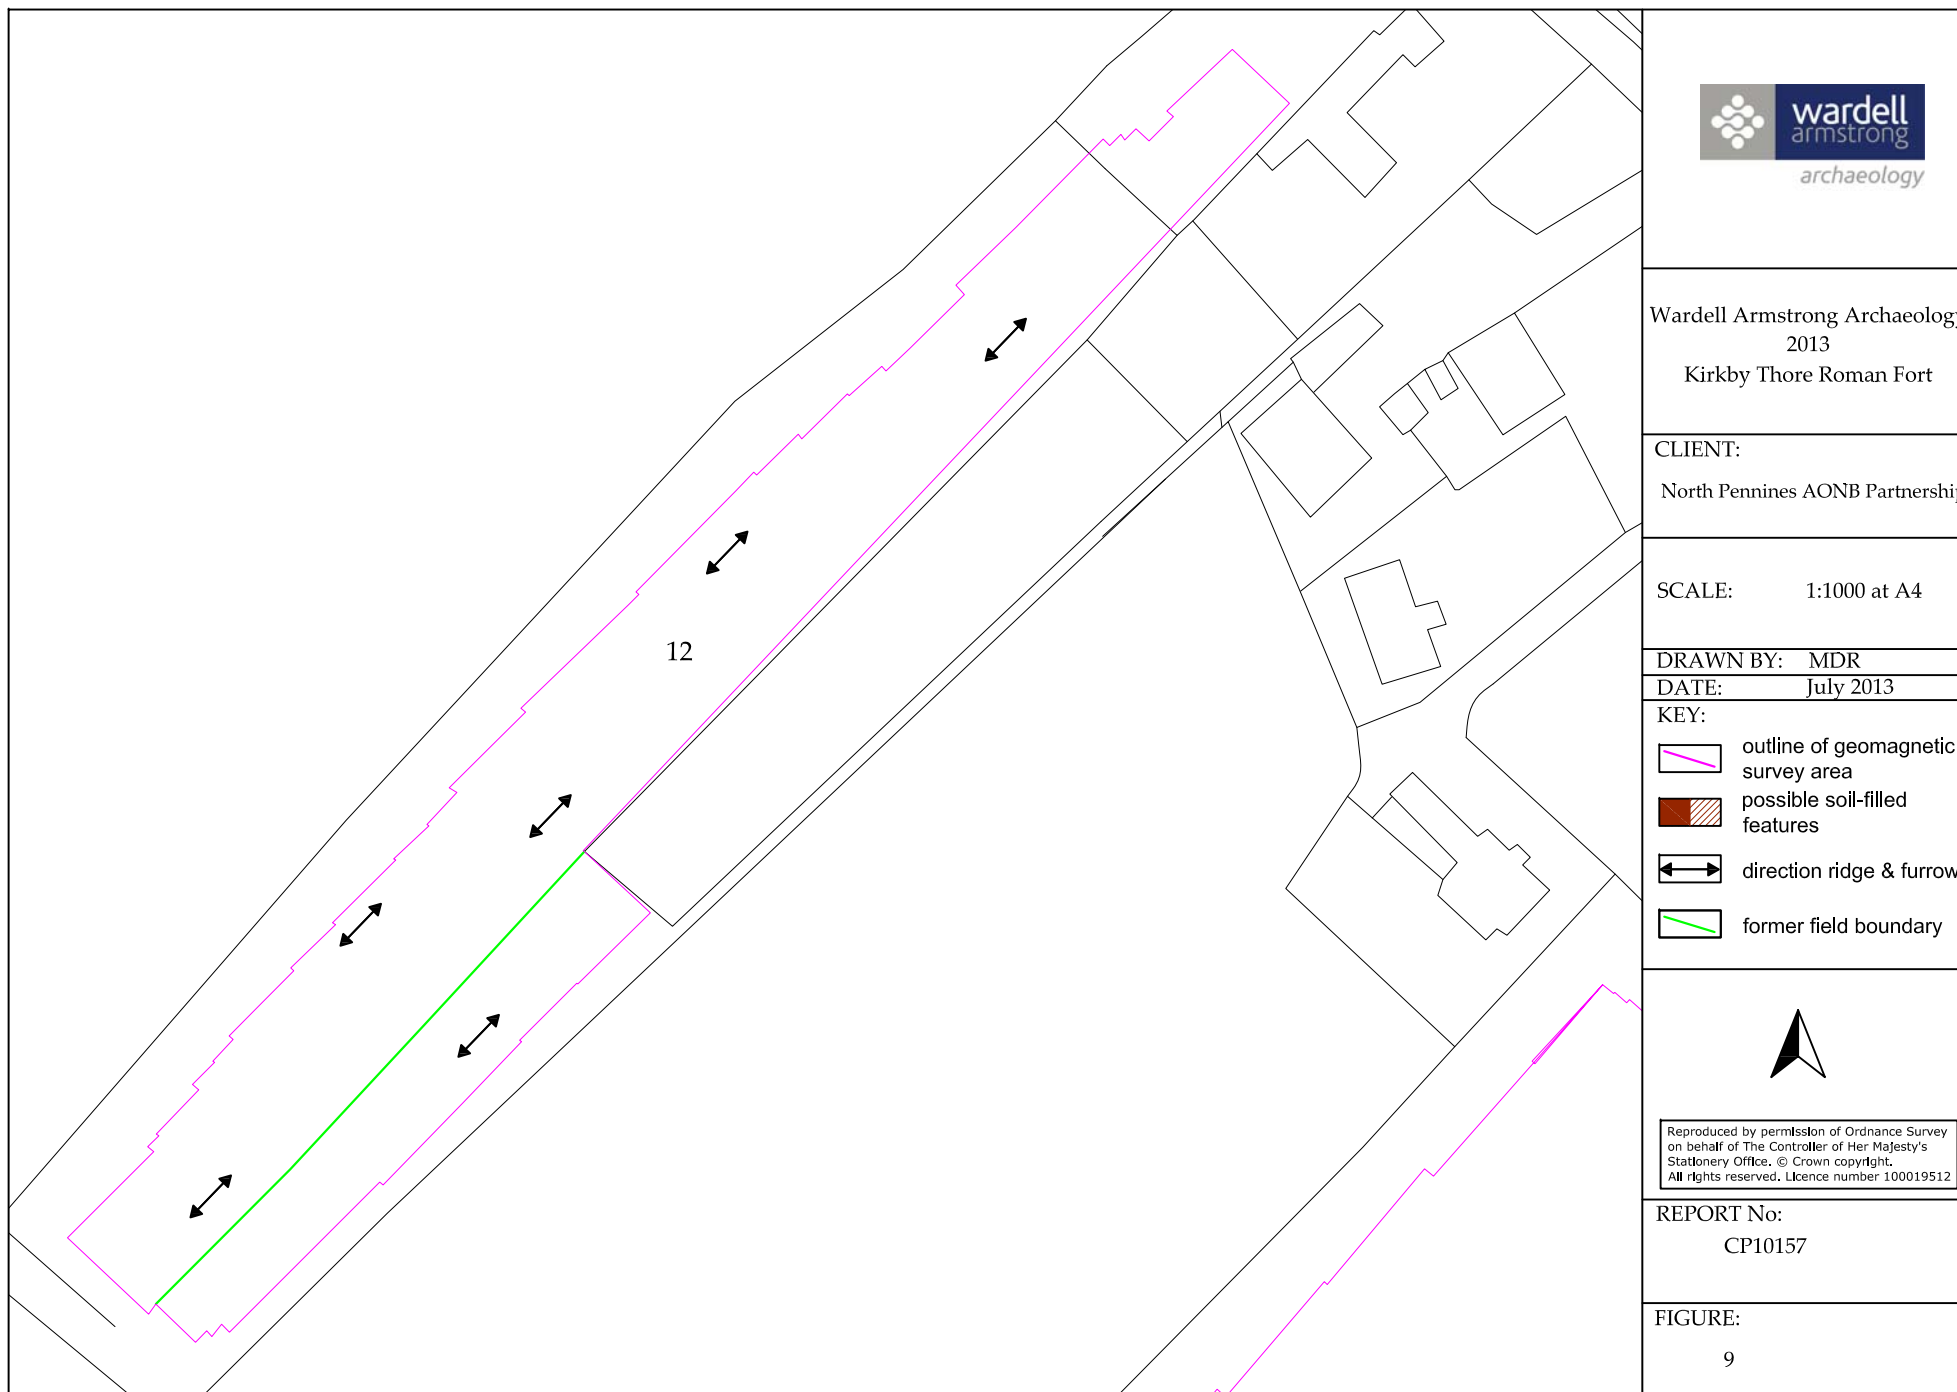 wardell
armstrong
archaeology
Wardell Armstrong Archaeology
2013
Kirkby Thore Roman Fort
CLIENT:
North Pennines AONB Partnership
SCALE: 1:1000 at A4
DRAWN BY: MDR
DATE: July 2013
KEY:
outline of geomagnetic
survey area
possible soil-filled
features
direction ridge & furrow
former field boundary
Reproduced by permission of Ordnance Survey
on behalf of The Controller of Her Majesty's
Stationery Office. © Crown copyright.
All rights reserved. Licence number 100019512
REPORT No:
CP10157
FIGURE:
9
12